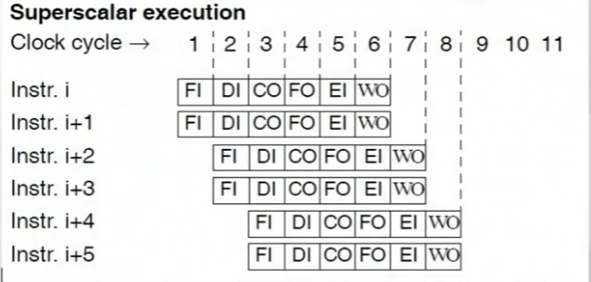 Superscalar execution
Clock cycle → 1 2 3 4 5 6 7 8 9 10 11
Instr. i FI DI CO FO EI WO
Instr. i+1 FI DI CO FO EI WO
Instr. i+2 FI DI CO FO EI WO
Instr. i+3 FI DI CO FO EI WO
Instr. i+4 FI DI CO FO EI WO
Instr. i+5 FI DI CO FO EI WO